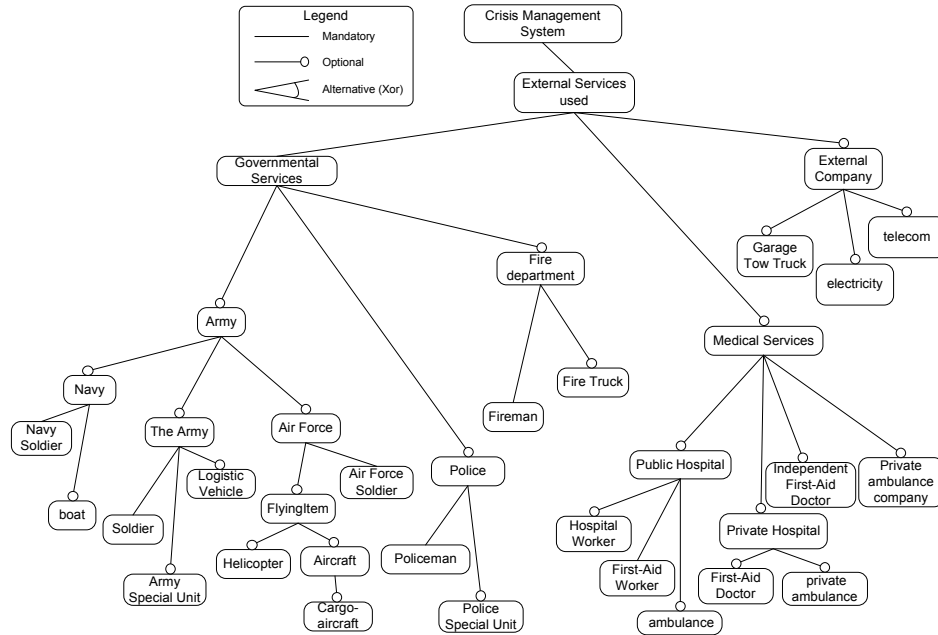 Legend
Mandatory
Optional
Alternative (Xor)
Crisis Management
System
External Services
used
Governmental
Services
External
Company
Garage
Tow Truck
telecom
electricity
Fire
department
Fireman
Fire Truck
Army
Navy
Navy
Soldier
boat
The Army
Soldier
Army
Special Unit
Logistic
Vehicle
Air Force
Air Force
Soldier
FlyingItem
Helicopter
Aircraft
Cargo-
aircraft
Police
Policeman
Police
Special Unit
Medical Services
Public Hospital
Hospital
Worker
First-Aid
Worker
ambulance
Independent
First-Aid
Doctor
Private
ambulance
company
Private Hospital
First-Aid
Doctor
private
ambulance